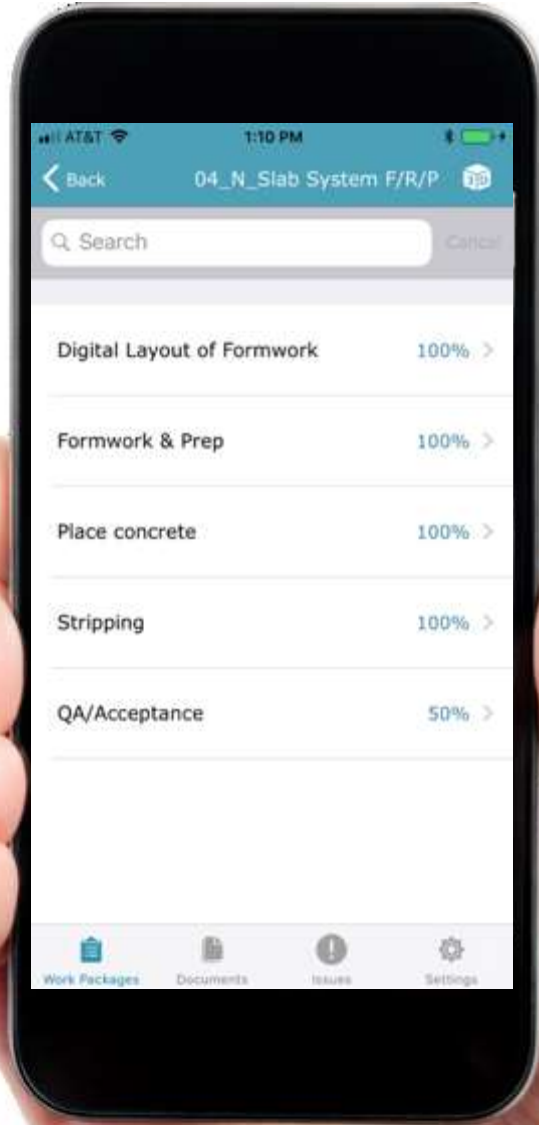 AT&T 1:10 PM
Back 04_N_Slab System F/R/P 3D
Search Cancel
Digital Layout of Formwork 100%
Formwork & Prep 100%
Place concrete 100%
Stripping 100%
QA/Acceptance 50%
Work Packages Documents Issues Settings